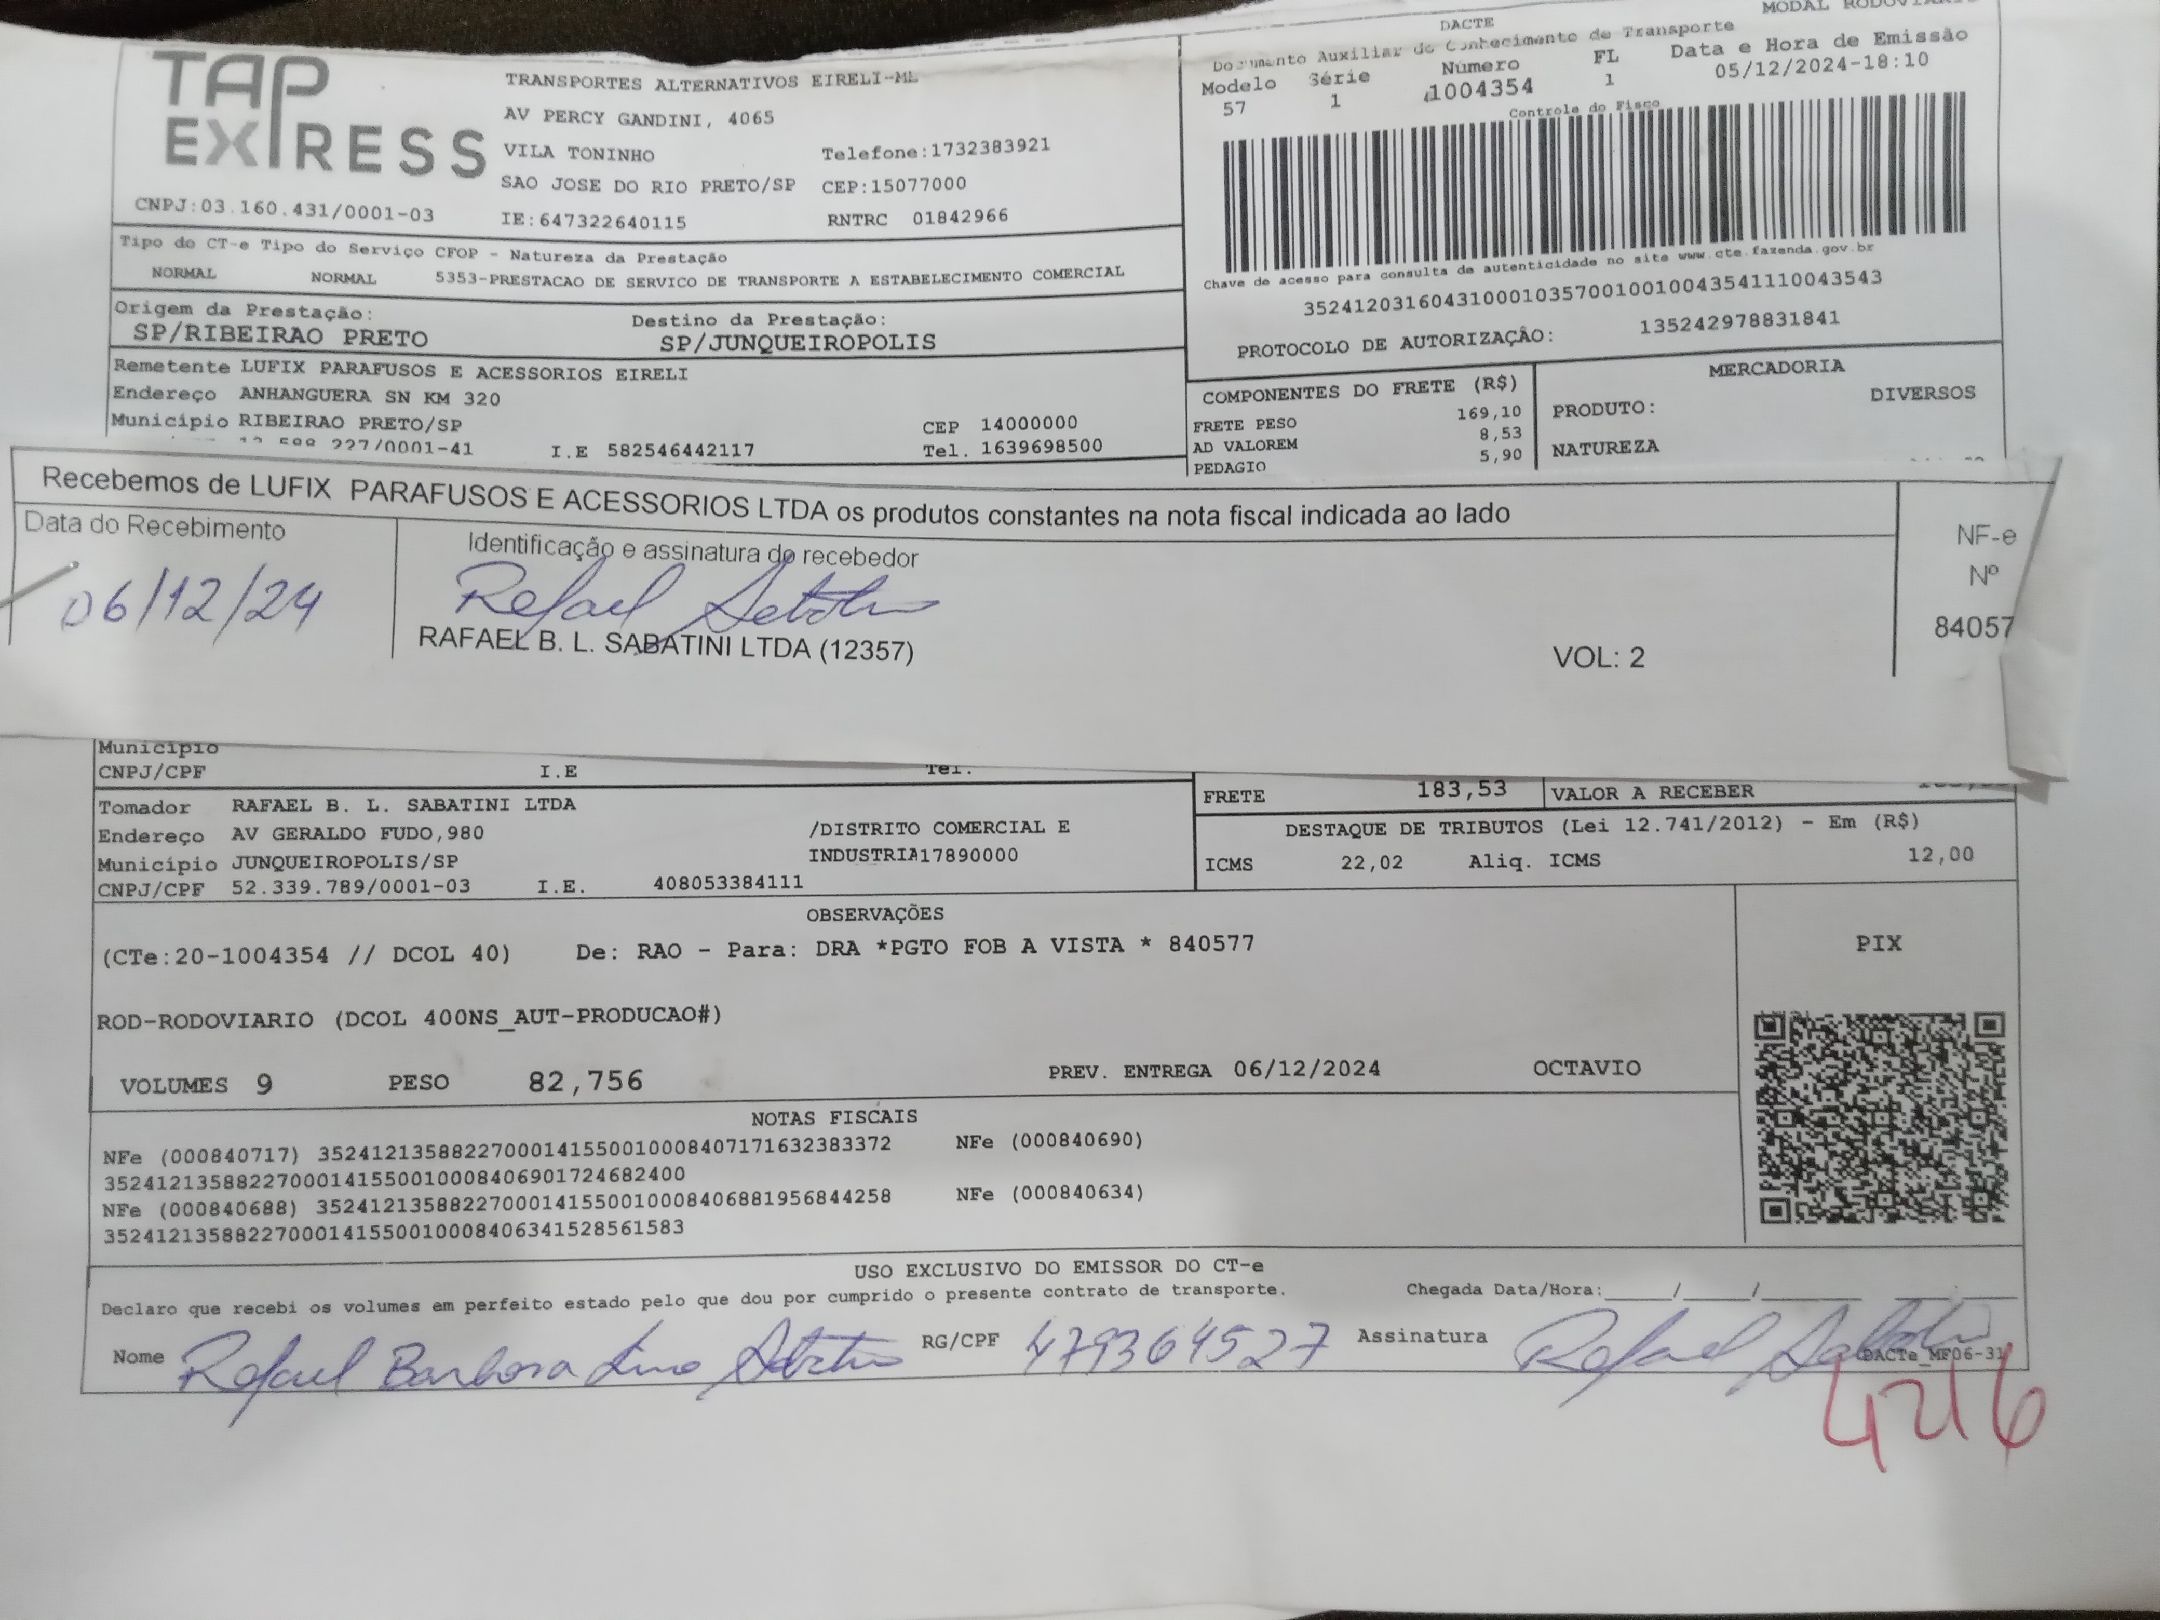 TAP EXPRESS
TRANSPORTES ALTERNATIVOS EIRELI-ME
AV PERCY GANDINI, 4065
VILA TONINHO Telefone:1732383921
SAO JOSE DO RIO PRETO/SP CEP:15077000
CNPJ:03.160.431/0001-03 IE:647322640115 RNTRC 01842966
DACTE
MODAL RODOVIARIO
Documento Auxiliar do Conhecimento de Transporte
Modelo Série Número FL Data e Hora de Emissão
57 1 1004354 1 05/12/2024-18:10
Controle do Fisco
Chave de acesso para consulta de autenticidade no site www.cte.fazenda.gov.br
35241203160431000103570010010043541110043543
PROTOCOLO DE AUTORIZAÇÃO: 135242978831841
Tipo do CT-e Tipo do Serviço CFOP - Natureza da Prestação
NORMAL NORMAL 5353-PRESTACAO DE SERVICO DE TRANSPORTE A ESTABELECIMENTO COMERCIAL
Origem da Prestação: Destino da Prestação:
SP/RIBEIRAO PRETO SP/JUNQUEIROPOLIS
Remetente LUFIX PARAFUSOS E ACESSORIOS EIRELI
Endereço ANHANGUERA SN KM 320
Município RIBEIRAO PRETO/SP CEP 14000000
227/0001-41 I.E 582546442117 Tel. 1639698500
COMPONENTES DO FRETE (R$)
FRETE PESO 169,10
AD VALOREM 8,53
PEDAGIO 5,90
MERCADORIA
PRODUTO: DIVERSOS
NATUREZA
Recebemos de LUFIX PARAFUSOS E ACESSORIOS LTDA os produtos constantes na nota fiscal indicada ao lado
Data do Recebimento Identificação e assinatura do recebedor
06/12/24 Rafael Sabatini
RAFAEL B. L. SABATINI LTDA (12357) VOL: 2
NF-e
Nº
84057
Município
CNPJ/CPF I.E Tel.
Tomador RAFAEL B. L. SABATINI LTDA
Endereço AV GERALDO FUDO,980 /DISTRITO COMERCIAL E
Município JUNQUEIROPOLIS/SP INDUSTRIA17890000
CNPJ/CPF 52.339.789/0001-03 I.E. 408053384111
FRETE 183,53 VALOR A RECEBER
DESTAQUE DE TRIBUTOS (Lei 12.741/2012) - Em (R$)
ICMS 22,02 Aliq. ICMS 12,00
OBSERVAÇÕES
(CTe:20-1004354 // DCOL 40) De: RAO - Para: DRA *PGTO FOB A VISTA * 840577
PIX
ROD-RODOVIARIO (DCOL 400NS_AUT-PRODUCAO#)
VOLUMES 9 PESO 82,756 PREV. ENTREGA 06/12/2024 OCTAVIO
NOTAS FISCAIS
NFe (000840717) 35241213588227000141550010008407171632383372 NFe (000840690)
35241213588227000141550010008406901724682400
NFe (000840688) 35241213588227000141550010008406881956844258 NFe (000840634)
35241213588227000141550010008406341528561583
USO EXCLUSIVO DO EMISSOR DO CT-e
Declaro que recebi os volumes em perfeito estado pelo que dou por cumprido o presente contrato de transporte. Chegada Data/Hora:_____/_____/_______
Nome Rafael Barbosa Lino Sabatini RG/CPF 479364527 Assinatura Rafael Sabatini
DACTe_MF06-31
4216